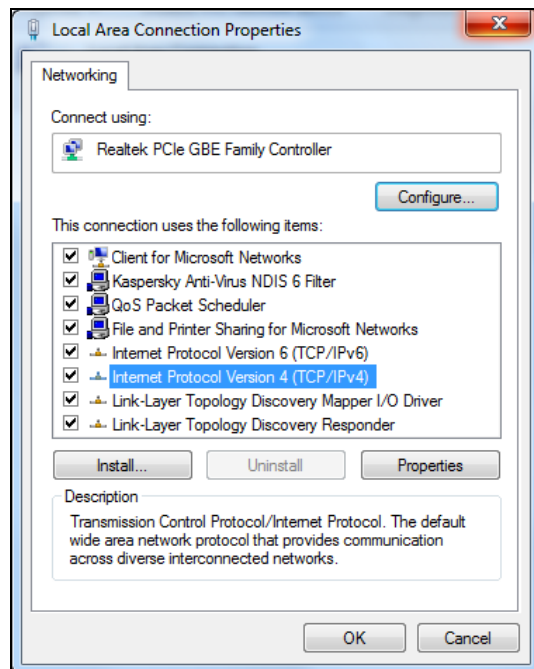 Local Area Connection Properties
Networking
Connect using:
Realtek PCIe GBE Family Controller
Configure...
This connection uses the following items:
Client for Microsoft Networks
Kaspersky Anti-Virus NDIS 6 Filter
QoS Packet Scheduler
File and Printer Sharing for Microsoft Networks
Internet Protocol Version 6 (TCP/IPv6)
Internet Protocol Version 4 (TCP/IPv4)
Link-Layer Topology Discovery Mapper I/O Driver
Link-Layer Topology Discovery Responder
Install... Uninstall Properties
Description
Transmission Control Protocol/Internet Protocol. The default
wide area network protocol that provides communication
across diverse interconnected networks.
OK Cancel